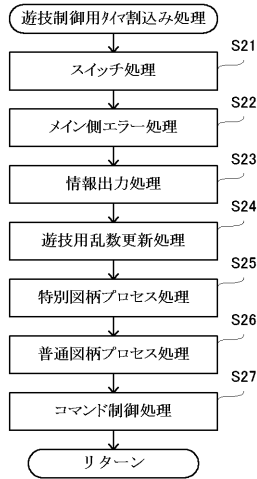 遊技制御用ﾀｲﾏ割込み処理
S21
スイッチ処理
S22
メイン側エラー処理
S23
情報出力処理
S24
遊技用乱数更新処理
S25
特別図柄プロセス処理
S26
普通図柄プロセス処理
S27
コマンド制御処理
リターン